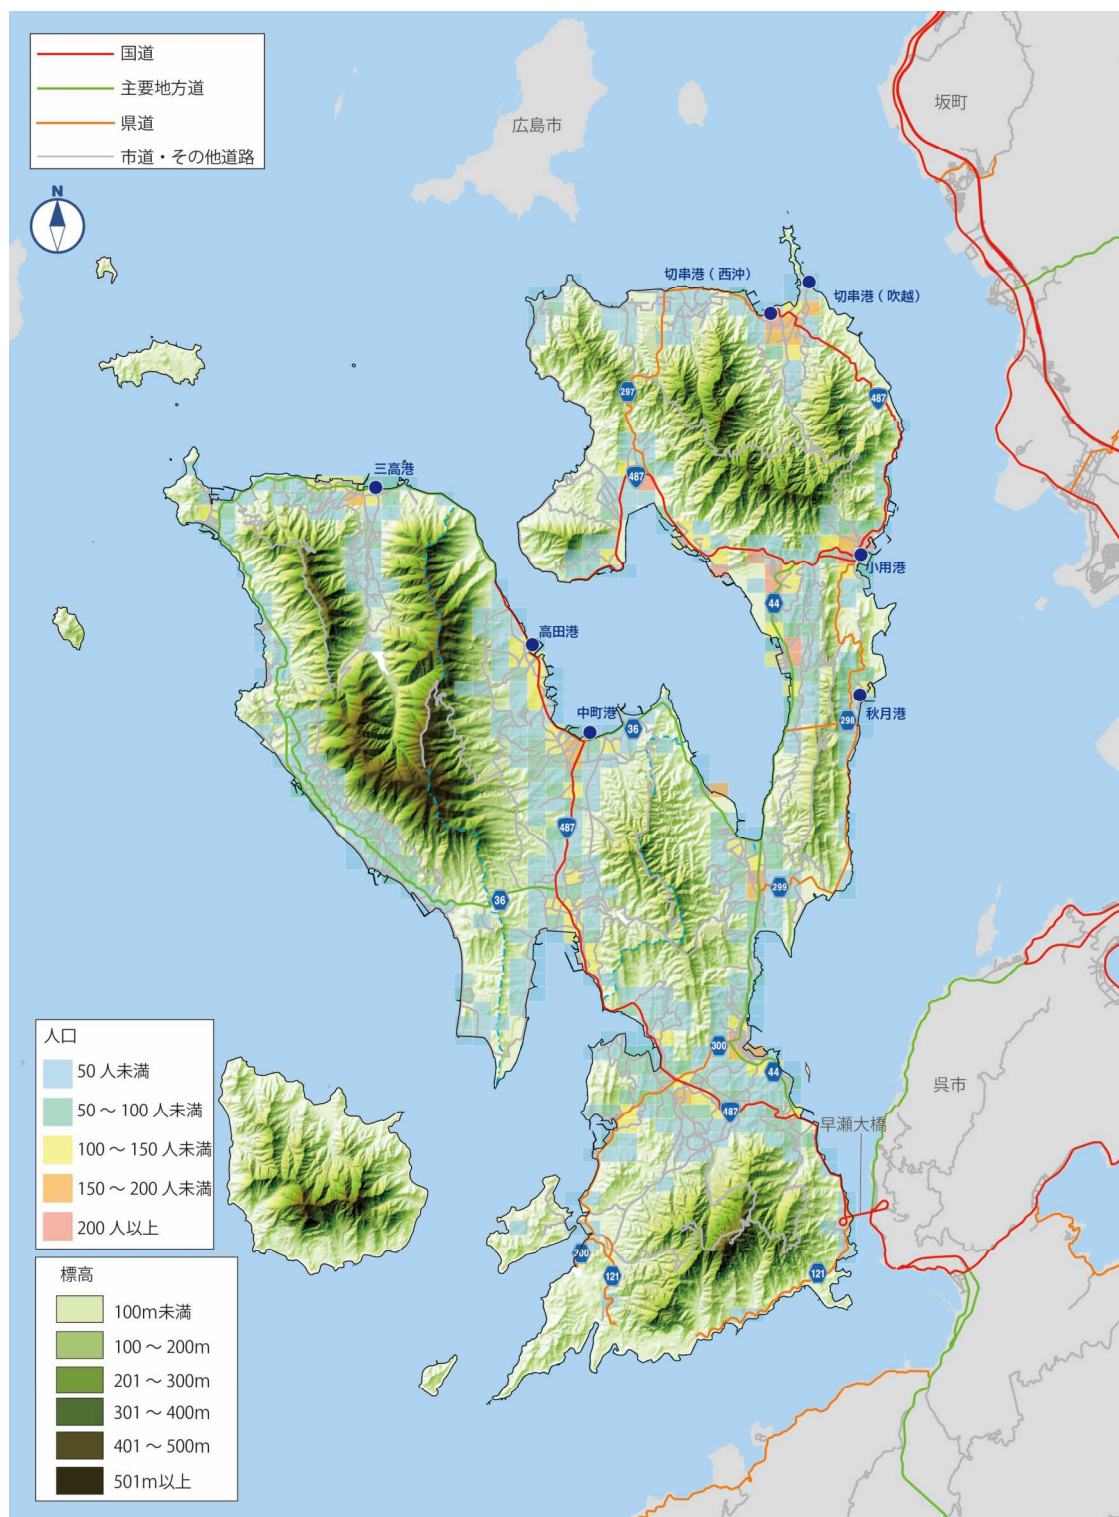 国道
主要地方道
県道
市道・その他道路
N
広島市
坂町
切串港（西沖）
切串港（吹越）
297
487
三高港
487
小用港
44
高田港
中町港
36
秋月港
298
487
36
299
300
44
487
早瀬大橋
呉市
300
121
121
人口
50 人未満
50 ～ 100 人未満
100 ～ 150 人未満
150 ～ 200 人未満
200 人以上
標高
100m未満
100 ～ 200m
201 ～ 300m
301 ～ 400m
401 ～ 500m
501m以上